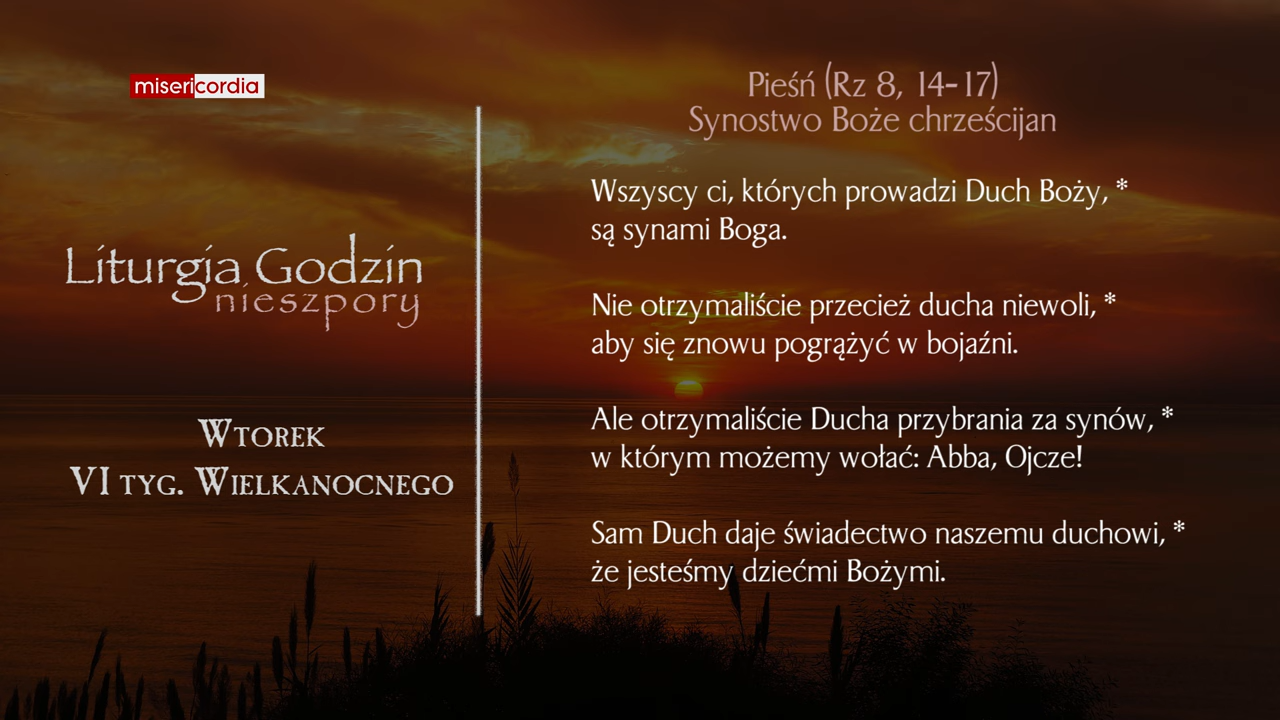 misericordia
Liturgia Godzin
nieszpory
Wtorek
VI tyg. Wielkanocnego
Pieśń (Rz 8, 14-17)
Synostwo Boże chrześcijan
Wszyscy ci, których prowadzi Duch Boży, *
są synami Boga.
Nie otrzymaliście przecież ducha niewoli, *
aby się znowu pogrążyć w bojaźni.
Ale otrzymaliście Ducha przybrania za synów, *
w którym możemy wołać: Abba, Ojcze!
Sam Duch daje świadectwo naszemu duchowi, *
że jesteśmy dziećmi Bożymi.